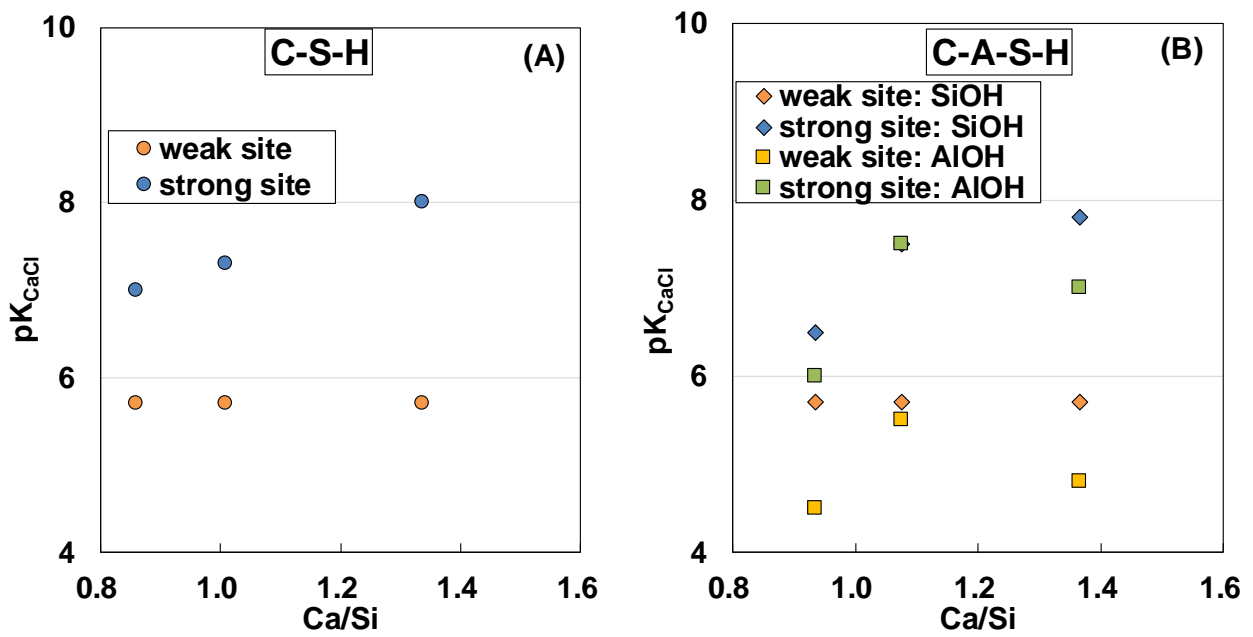 C-S-H
(A)
weak site
strong site
pK_CaCl
10
8
6
4
0.8 1.0 1.2 1.4 1.6
Ca/Si
C-A-S-H
(B)
weak site: SiOH
strong site: SiOH
weak site: AlOH
strong site: AlOH
pK_CaCl
10
8
6
4
0.8 1.0 1.2 1.4 1.6
Ca/Si